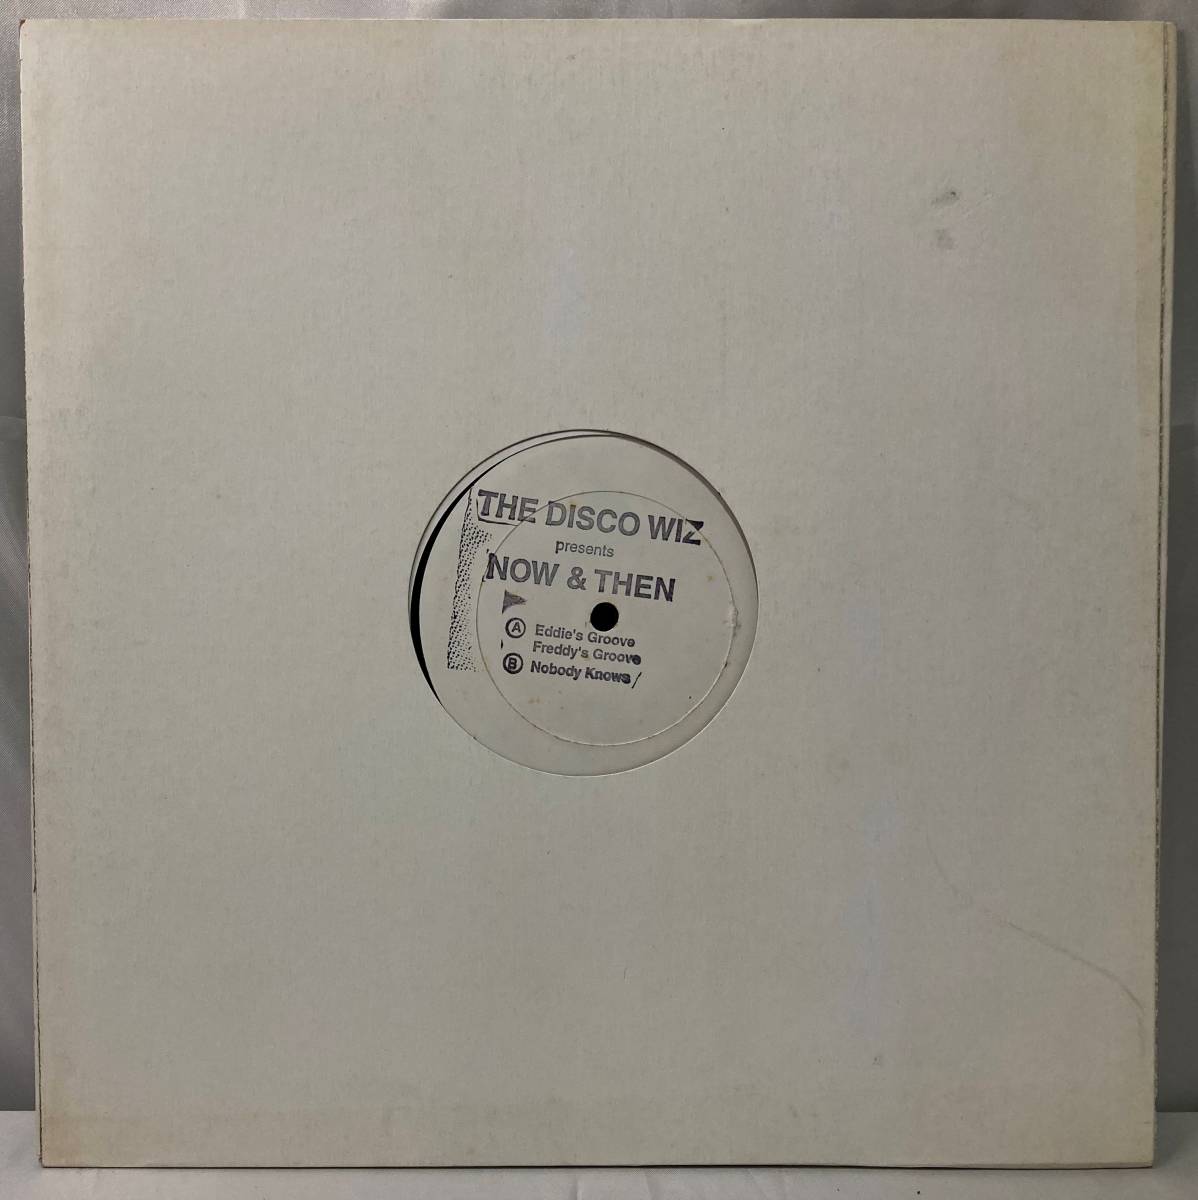 THE DISCO WIZ
presents
NOW & THEN
A Eddie's Groove
Freddy's Groove
B Nobody Knows